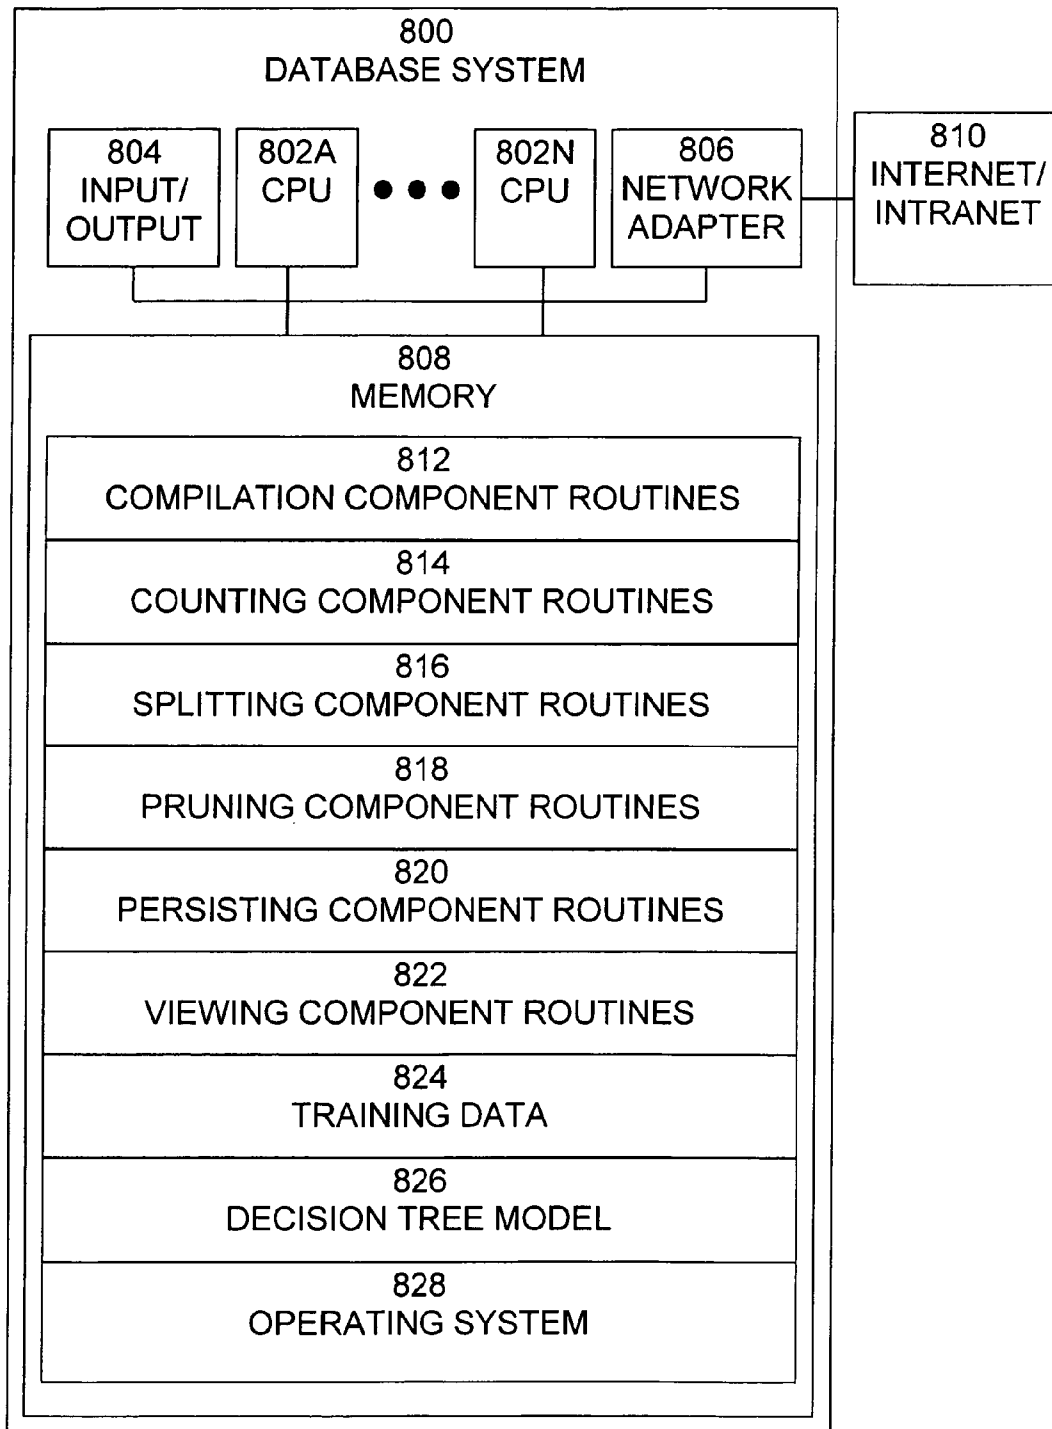 800
DATABASE SYSTEM
804
INPUT/
OUTPUT
802A
CPU
802N
CPU
806
NETWORK
ADAPTER
810
INTERNET/
INTRANET
808
MEMORY
812
COMPILATION COMPONENT ROUTINES
814
COUNTING COMPONENT ROUTINES
816
SPLITTING COMPONENT ROUTINES
818
PRUNING COMPONENT ROUTINES
820
PERSISTING COMPONENT ROUTINES
822
VIEWING COMPONENT ROUTINES
824
TRAINING DATA
826
DECISION TREE MODEL
828
OPERATING SYSTEM